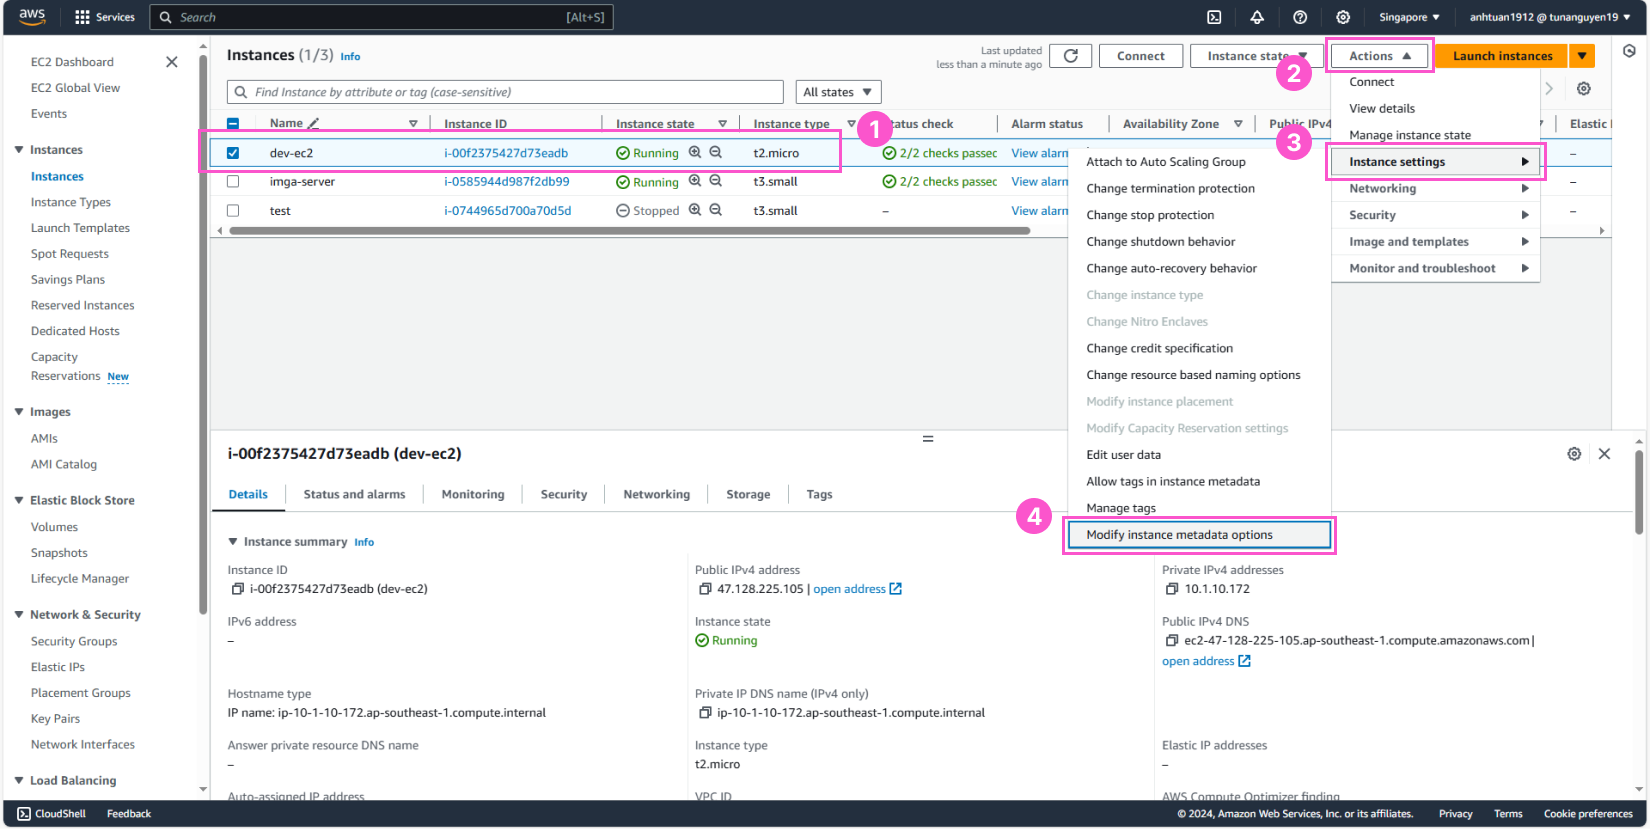 aws
Services
Search
[Alt+S]
Singapore
anhtuan1912 @ tunanguyen19
EC2 Dashboard
EC2 Global View
Events
Instances
Instances
Instance Types
Launch Templates
Spot Requests
Savings Plans
Reserved Instances
Dedicated Hosts
Capacity
Reservations New
Images
AMIs
AMI Catalog
Elastic Block Store
Volumes
Snapshots
Lifecycle Manager
Network & Security
Security Groups
Elastic IPs
Placement Groups
Key Pairs
Network Interfaces
Load Balancing
Instances (1/3) Info
Last updated
less than a minute ago
Connect
Instance state
Actions
Launch instances
Find Instance by attribute or tag (case-sensitive)
All states
Name
Instance ID
Instance state
Instance type
tatus check
Alarm status
Availability Zone
Public IPv4
Elastic I
dev-ec2 i-00f2375427d73eadb Running t2.micro 2/2 checks passec View alarn –
imga-server i-0585944d987f2db99 Running t3.small 2/2 checks passec View alarn –
test i-0744965d700a70d5d Stopped t3.small – View alarn –
1
2
3
4
Connect
View details
Manage instance state
Instance settings
Networking
Security
Image and templates
Monitor and troubleshoot
Attach to Auto Scaling Group
Change termination protection
Change stop protection
Change shutdown behavior
Change auto-recovery behavior
Change instance type
Change Nitro Enclaves
Change credit specification
Change resource based naming options
Modify instance placement
Modify Capacity Reservation settings
Edit user data
Allow tags in instance metadata
Manage tags
Modify instance metadata options
i-00f2375427d73eadb (dev-ec2)
Details
Status and alarms
Monitoring
Security
Networking
Storage
Tags
Instance summary Info
Instance ID
i-00f2375427d73eadb (dev-ec2)
Public IPv4 address
47.128.225.105 | open address
Private IPv4 addresses
10.1.10.172
IPv6 address
–
Instance state
Running
Public IPv4 DNS
ec2-47-128-225-105.ap-southeast-1.compute.amazonaws.com |
open address
Hostname type
IP name: ip-10-1-10-172.ap-southeast-1.compute.internal
Private IP DNS name (IPv4 only)
ip-10-1-10-172.ap-southeast-1.compute.internal
Answer private resource DNS name
–
Instance type
t2.micro
Elastic IP addresses
–
Auto-assigned IP address
VPC ID
AWS Compute Optimizer finding
CloudShell
Feedback
© 2024, Amazon Web Services, Inc. or its affiliates.
Privacy
Terms
Cookie preferences